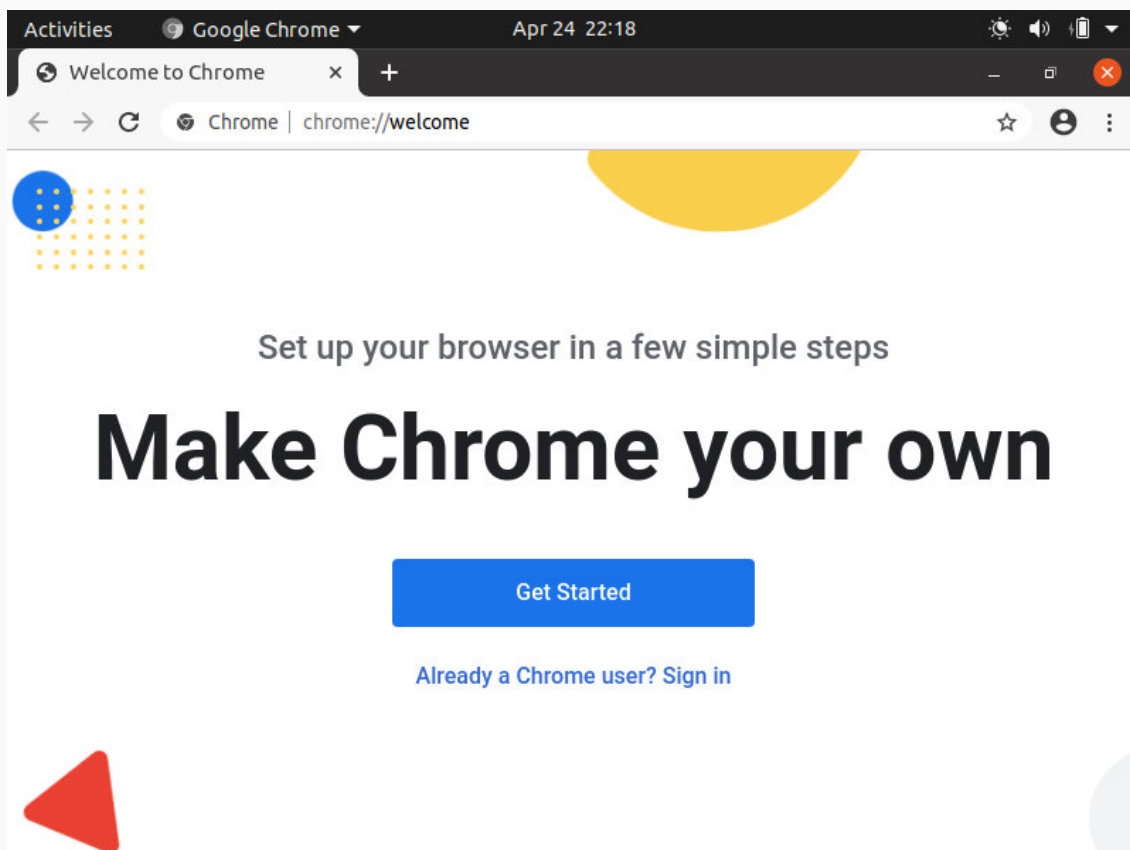 Activities Google Chrome Apr 24 22:18
Welcome to Chrome
Chrome | chrome://welcome
Set up your browser in a few simple steps
Make Chrome your own
Get Started
Already a Chrome user? Sign in